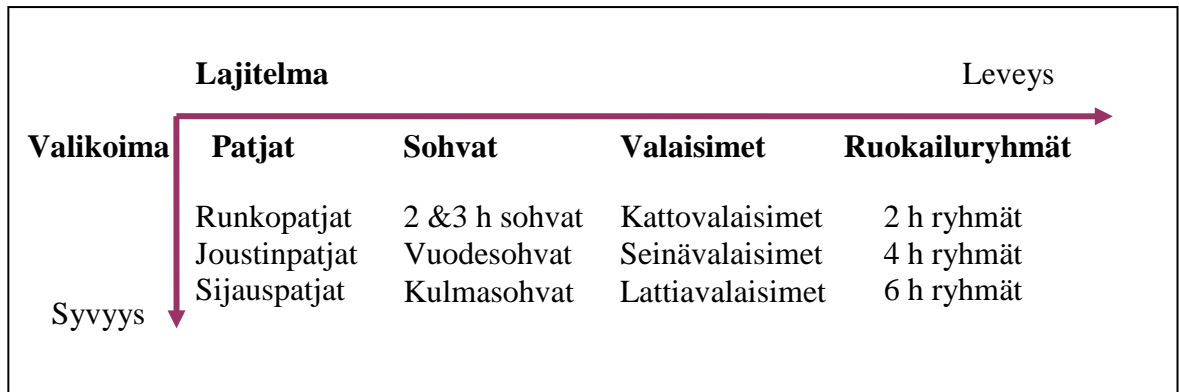 Lajitelma Leveys
Valikoima Patjat Sohvat Valaisimet Ruokailuryhmät
Runkopatjat 2 &3 h sohvat Kattovalaisimet 2 h ryhmät
Joustinpatjat Vuodesohvat Seinävalaisimet 4 h ryhmät
Sijauspatjat Kulmasohvat Lattiavalaisimet 6 h ryhmät
Syvyys